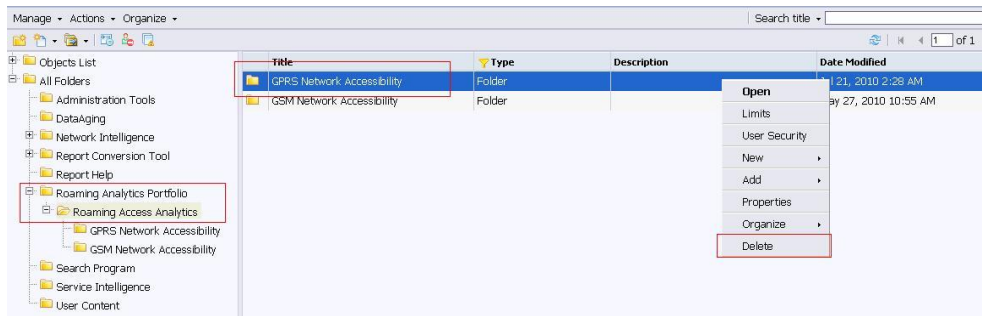 Manage Actions Organize Search title
1 of 1
Objects List
All Folders
Administration Tools
DataAging
Network Intelligence
Report Conversion Tool
Report Help
Roaming Analytics Portfolio
Roaming Access Analytics
GPRS Network Accessibility
GSM Network Accessibility
Search Program
Service Intelligence
User Content
Title Type Description Date Modified
GPRS Network Accessibility Folder 21, 2010 2:28 AM
GSM Network Accessibility Folder 27, 2010 10:55 AM
Open
Limits
User Security
New
Add
Properties
Organize
Delete